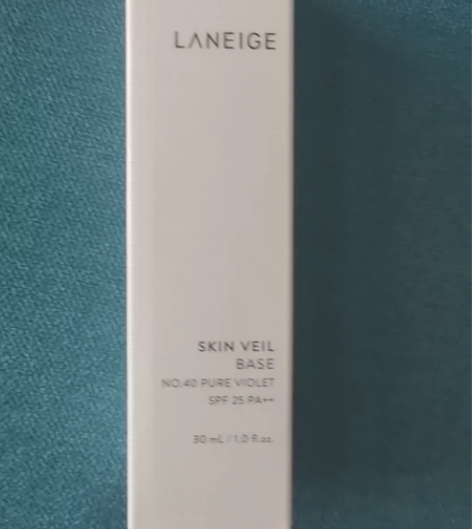 LANEIGE
SKIN VEIL
BASE
NO.40 PURE VIOLET
SPF 25 PA++
30 mL / 1.0 fl.oz.